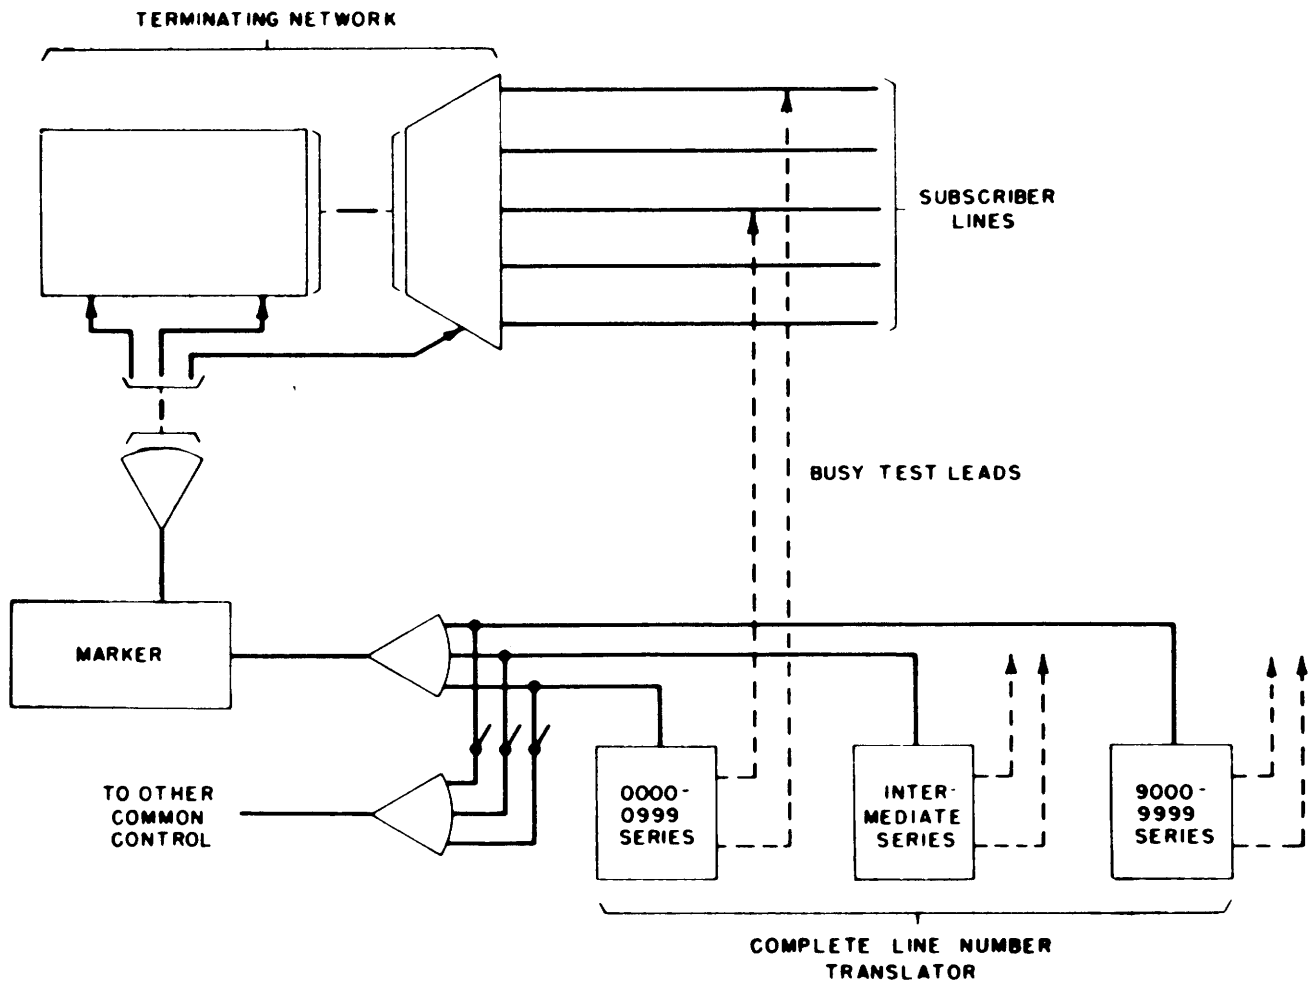 TERMINATING NETWORK
SUBSCRIBER
LINES
BUSY TEST LEADS
MARKER
TO OTHER
COMMON
CONTROL
0000-
0999
SERIES
INTER-
MEDIATE
SERIES
9000-
9999
SERIES
COMPLETE LINE NUMBER
TRANSLATOR